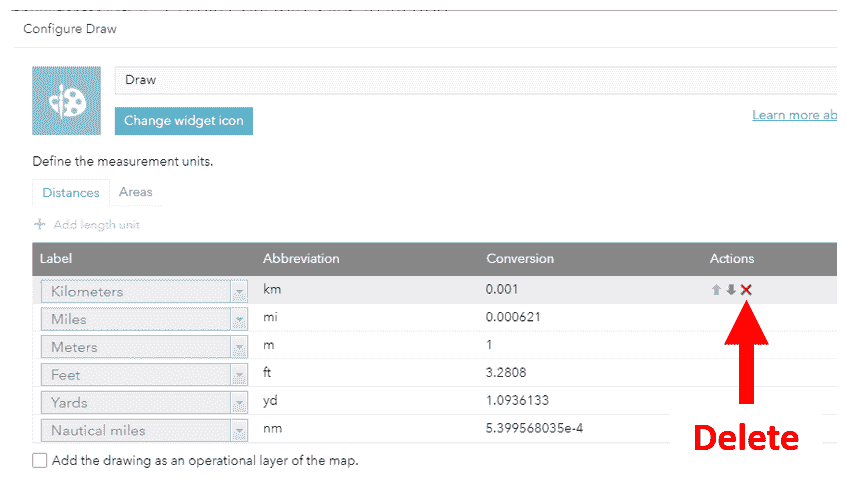 Configure Draw
Draw
Change widget icon
Learn more ab
Define the measurement units.
Distances Areas
Add length unit
Label Abbreviation Conversion Actions
Kilometers km 0.001
Miles mi 0.000621
Meters m 1
Feet ft 3.2808
Yards yd 1.0936133
Nautical miles nm 5.399568035e-4
Delete
Add the drawing as an operational layer of the map.